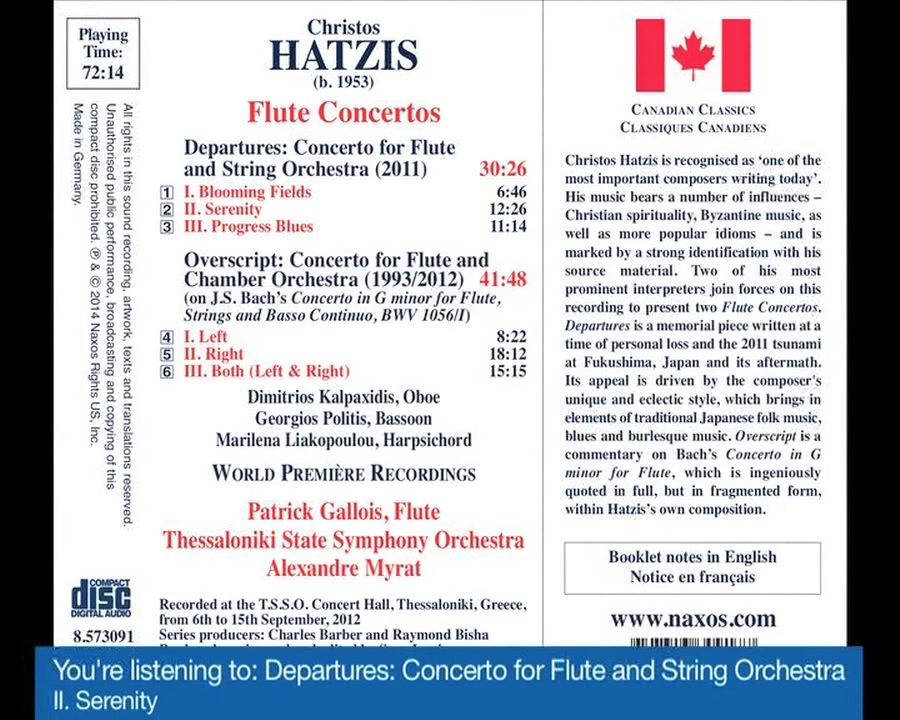 Playing
Time:
72:14
All rights in this sound recording, artwork, texts and translations reserved.
Unauthorised public performance, broadcasting and copying of this
compact disc prohibited. ℗ & © 2014 Naxos Rights US, Inc.
Made in Germany.
COMPACT
disc
DIGITAL AUDIO
8.573091
Christos
HATZIS
(b. 1953)
Flute Concertos
Departures: Concerto for Flute
and String Orchestra (2011) 30:26
1 I. Blooming Fields 6:46
2 II. Serenity 12:26
3 III. Progress Blues 11:14
Overscript: Concerto for Flute and
Chamber Orchestra (1993/2012) 41:48
(on J.S. Bach's Concerto in G minor for Flute,
Strings and Basso Continuo, BWV 1056/I)
4 I. Left 8:22
5 II. Right 18:12
6 III. Both (Left & Right) 15:15
Dimitrios Kalpaxidis, Oboe
Georgios Politis, Bassoon
Marilena Liakopoulou, Harpsichord
WORLD PREMIÈRE RECORDINGS
Patrick Gallois, Flute
Thessaloniki State Symphony Orchestra
Alexandre Myrat
Recorded at the T.S.S.O. Concert Hall, Thessaloniki, Greece,
from 6th to 15th September, 2012
Series producers: Charles Barber and Raymond Bisha
CANADIAN CLASSICS
CLASSIQUES CANADIENS
Christos Hatzis is recognised as 'one of the
most important composers writing today'.
His music bears a number of influences –
Christian spirituality, Byzantine music, as
well as more popular idioms – and is
marked by a strong identification with his
source material. Two of his most
prominent interpreters join forces on this
recording to present two Flute Concertos.
Departures is a memorial piece written at a
time of personal loss and the 2011 tsunami
at Fukushima, Japan and its aftermath.
Its appeal is driven by the composer's
unique and eclectic style, which brings in
elements of traditional Japanese folk music,
blues and burlesque music. Overscript is a
commentary on Bach's Concerto in G
minor for Flute, which is ingeniously
quoted in full, but in fragmented form,
within Hatzis's own composition.
Booklet notes in English
Notice en français
www.naxos.com
You're listening to: Departures: Concerto for Flute and String Orchestra
II. Serenity